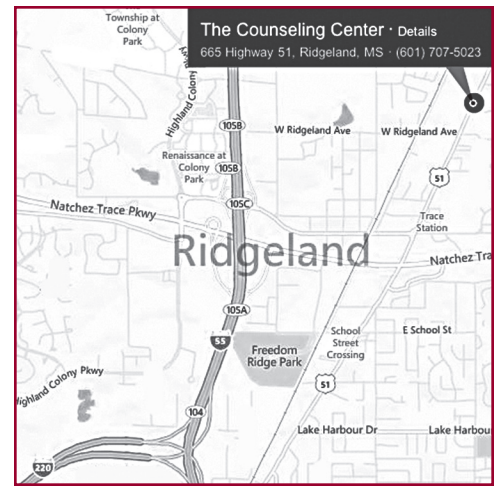 Township at
Colony
Park
The Counseling Center · Details
665 Highway 51, Ridgeland, MS · (601) 707-5023
Highland Colony
Pk
105B
W Ridgeland Ave
W Ridgeland Ave
Renaissance at
Colony
Park
105B
51
105C
Natchez Trace Pkwy
Trace
Station
Ridgeland
Natchez Tra
105A
55
School
Street
Crossing
E School St
Freedom
Ridge Park
51
Highland Colony Pkwy
104
Lake Harbour Dr
Lake Harbou
220